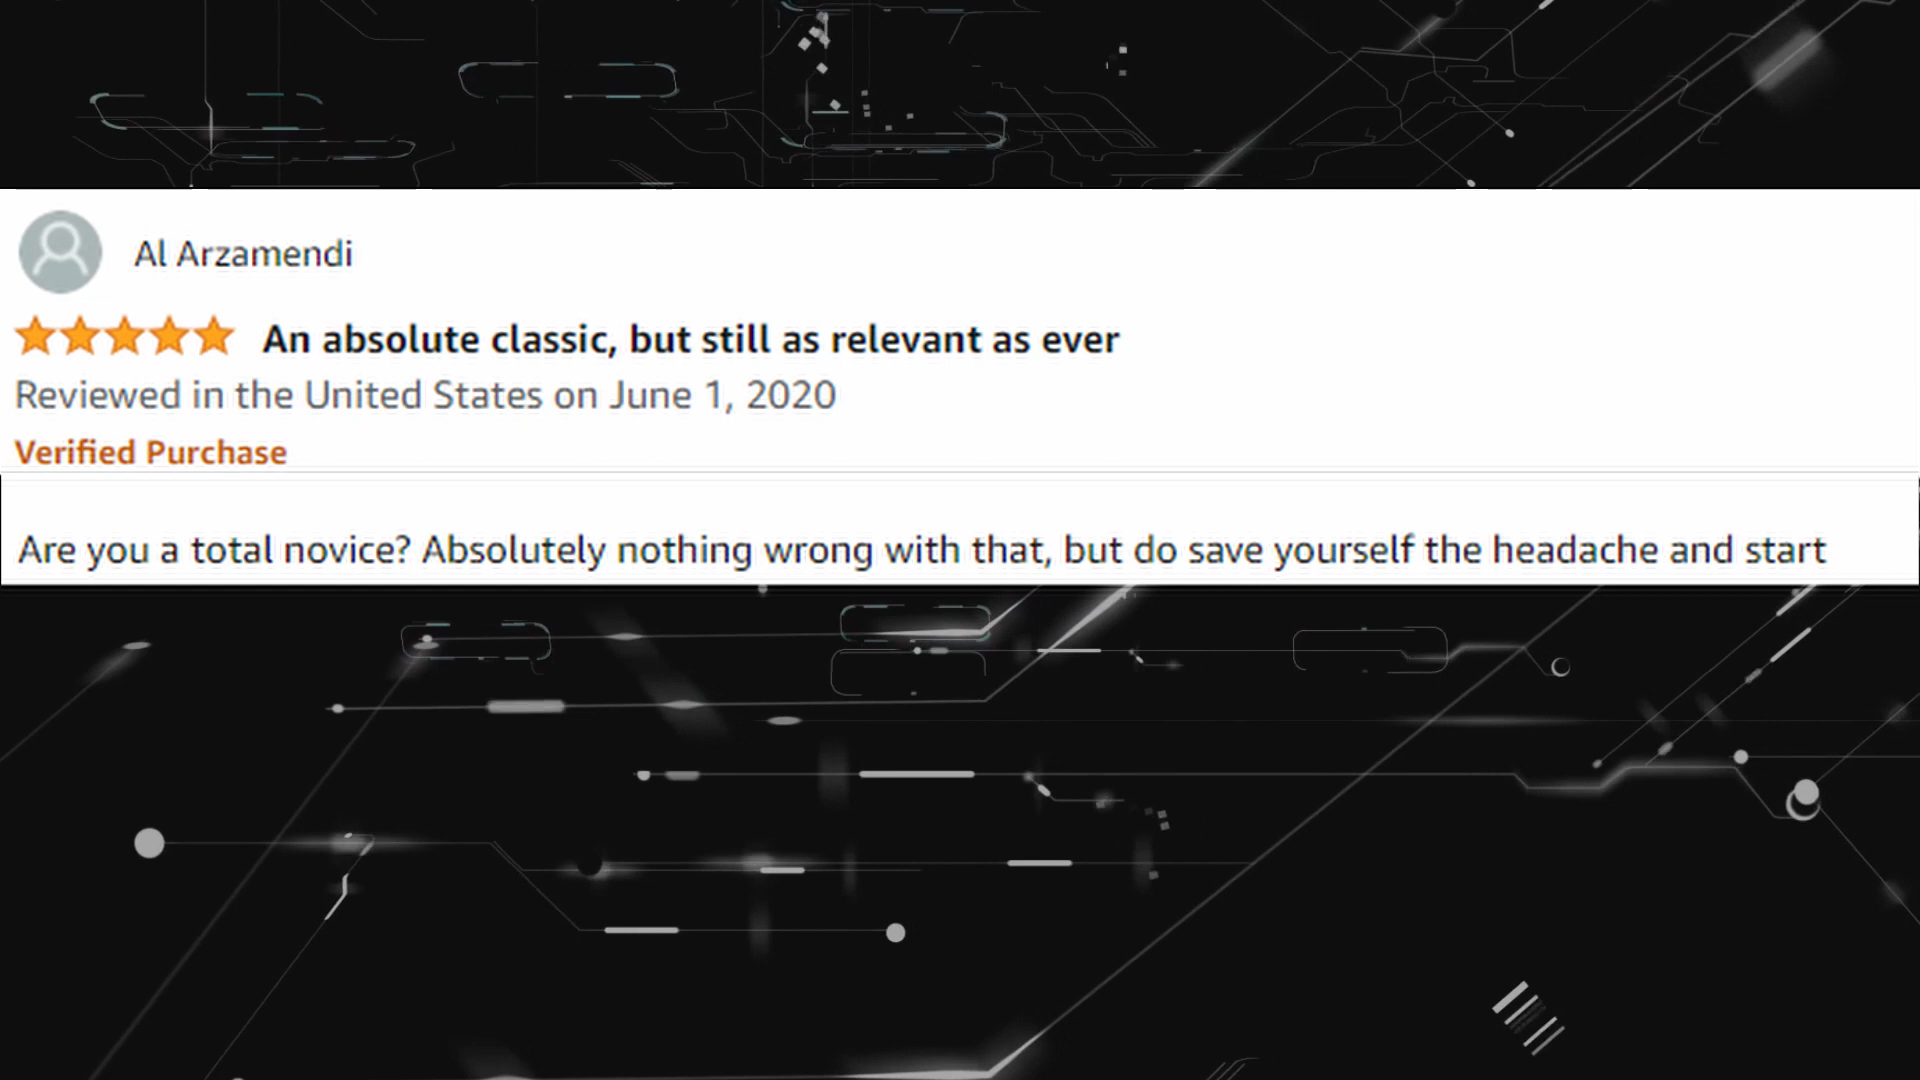 Al Arzamendi
An absolute classic, but still as relevant as ever
Reviewed in the United States on June 1, 2020
Verified Purchase
Are you a total novice? Absolutely nothing wrong with that, but do save yourself the headache and start